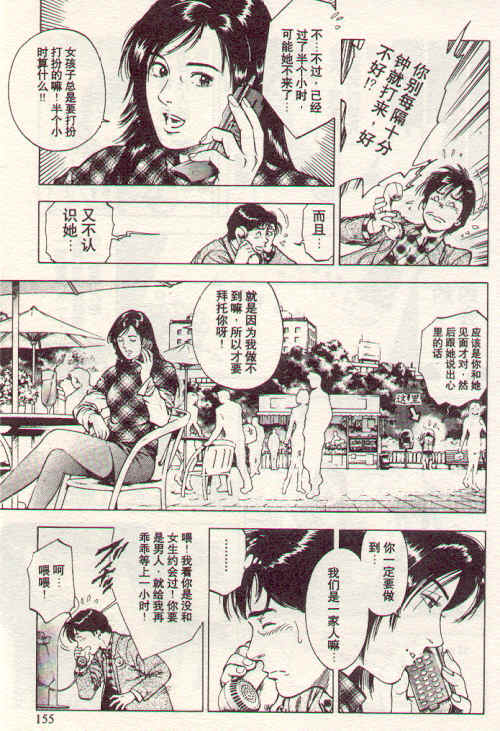 你别每隔十分
钟就打来，好
不好!?
不…不过，已经
过了半个小时，
可能她不来了…
女孩子总是要打扮
打扮的嘛！半个小
时算什么!!
而且…
又不认
识她…
应该是你和她
见面才对，然
后跟她说出心
里的话
这里
就是因为我做不
到嘛，所以才要
拜托你呀！
你一定要做
到…
我们是一家人嘛…
………
喂！我看你是没和
女生约会过！你要
是男人，就给我再
乖乖等上一小时！
呵…
喂喂！
155